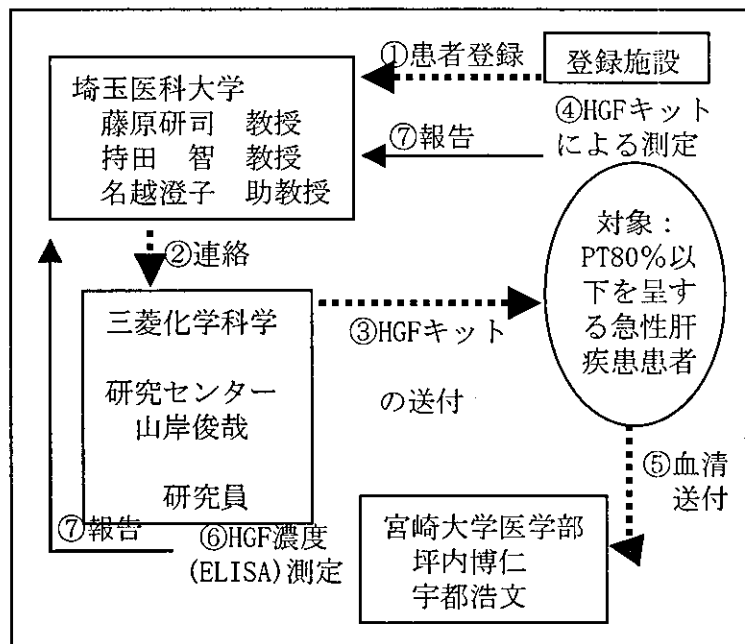 ①患者登録
登録施設
埼玉医科大学
藤原研司 教授
持田 智 教授
名越澄子 助教授
⑦報告
④HGFキット
による測定
②連絡
対象：
PT80%以
下を呈す
る急性肝
疾患患者
三菱化学科学
研究センター
山岸俊哉
研究員
③HGFキット
の送付
⑤血清
送付
⑦報告
⑥HGF濃度
(ELISA)測定
宮崎大学医学部
坪内博仁
宇都浩文